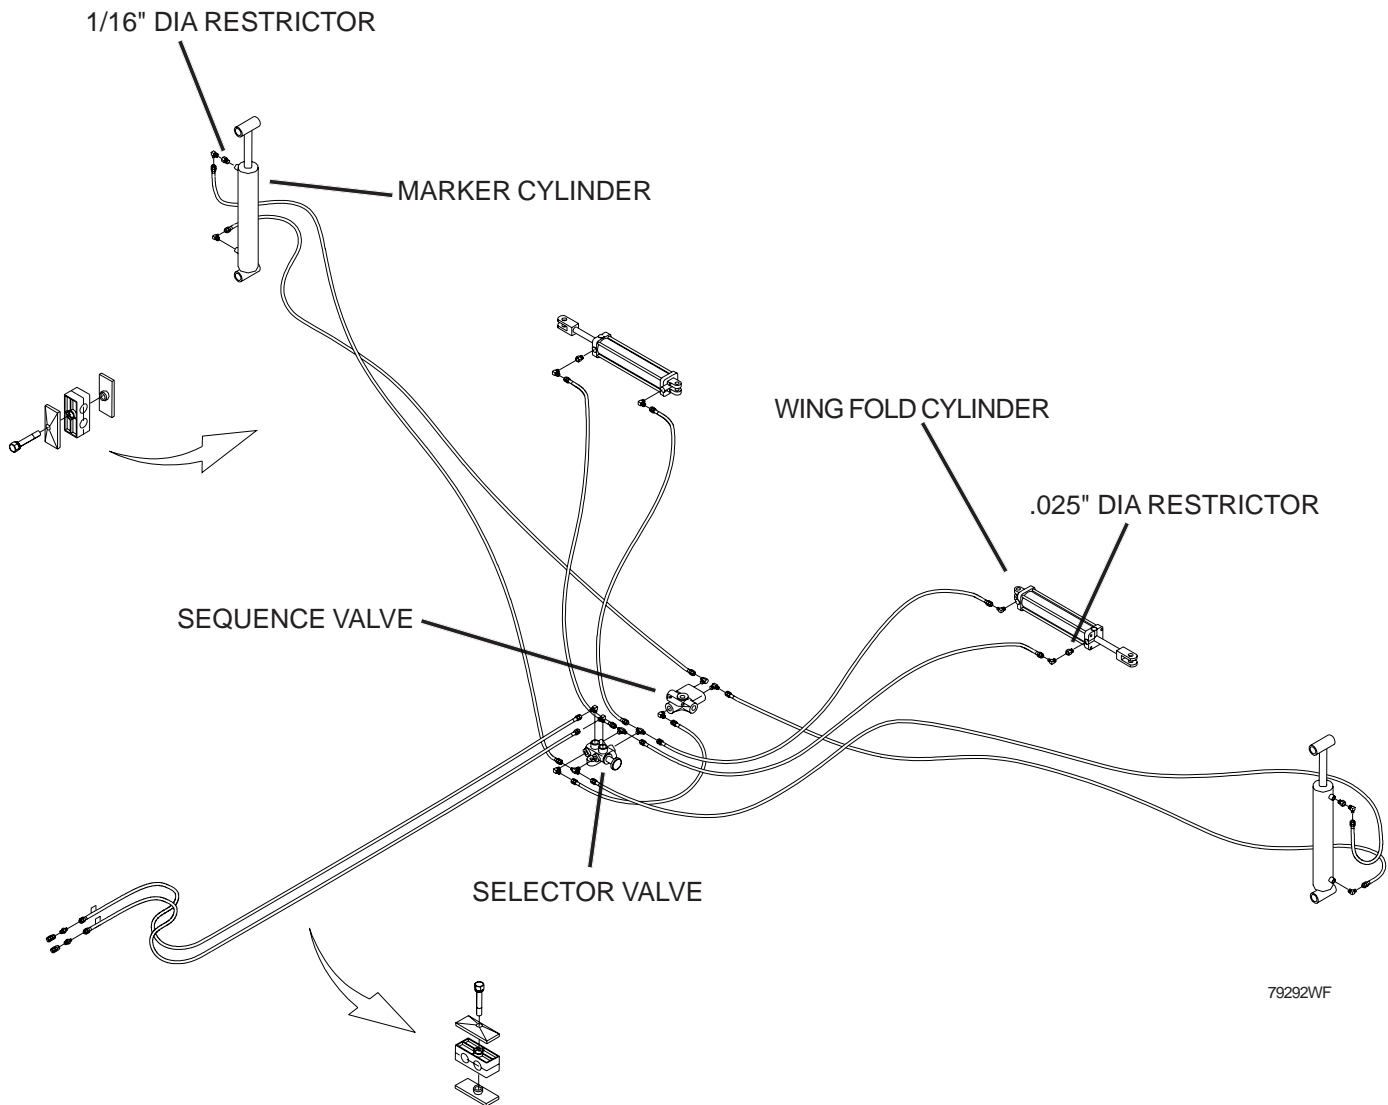 1/16" DIA RESTRICTOR
MARKER CYLINDER
WING FOLD CYLINDER
.025" DIA RESTRICTOR
SEQUENCE VALVE
SELECTOR VALVE
79292WF